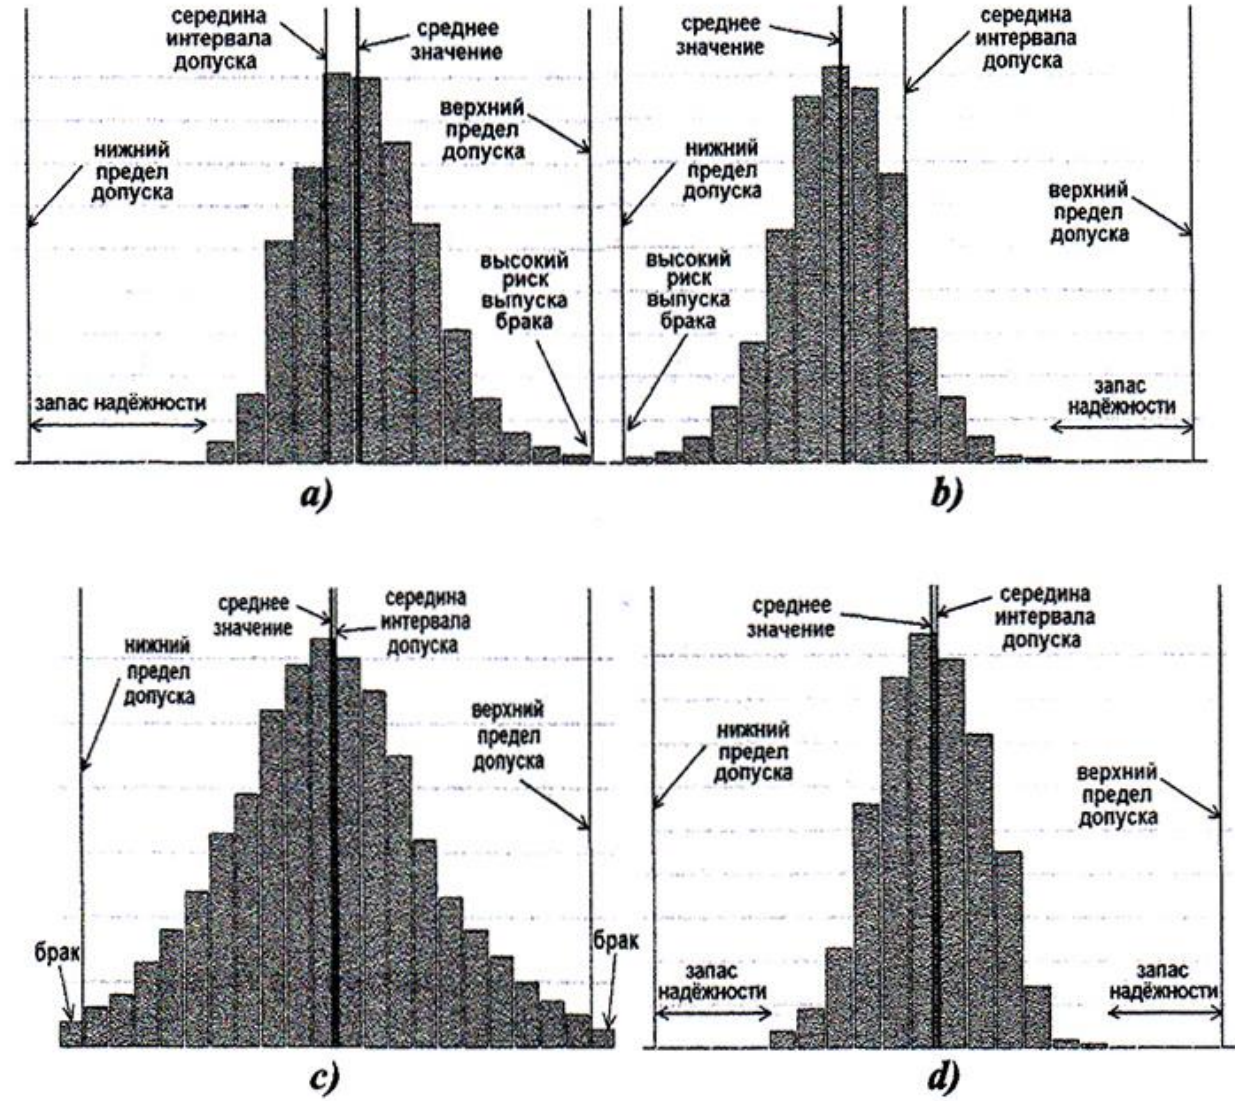 середина
интервала
допуска
среднее
значение
верхний
предел
допуска
нижний
предел
допуска
высокий
риск
выпуска
брака
запас надёжности
a)
среднее
значение
середина
интервала
допуска
нижний
предел
допуска
верхний
предел
допуска
высокий
риск
выпуска
брака
запас
надёжности
b)
среднее
значение
середина
интервала
допуска
нижний
предел
допуска
верхний
предел
допуска
брак
брак
c)
среднее
значение
середина
интервала
допуска
нижний
предел
допуска
верхний
предел
допуска
запас
надёжности
запас
надёжности
d)